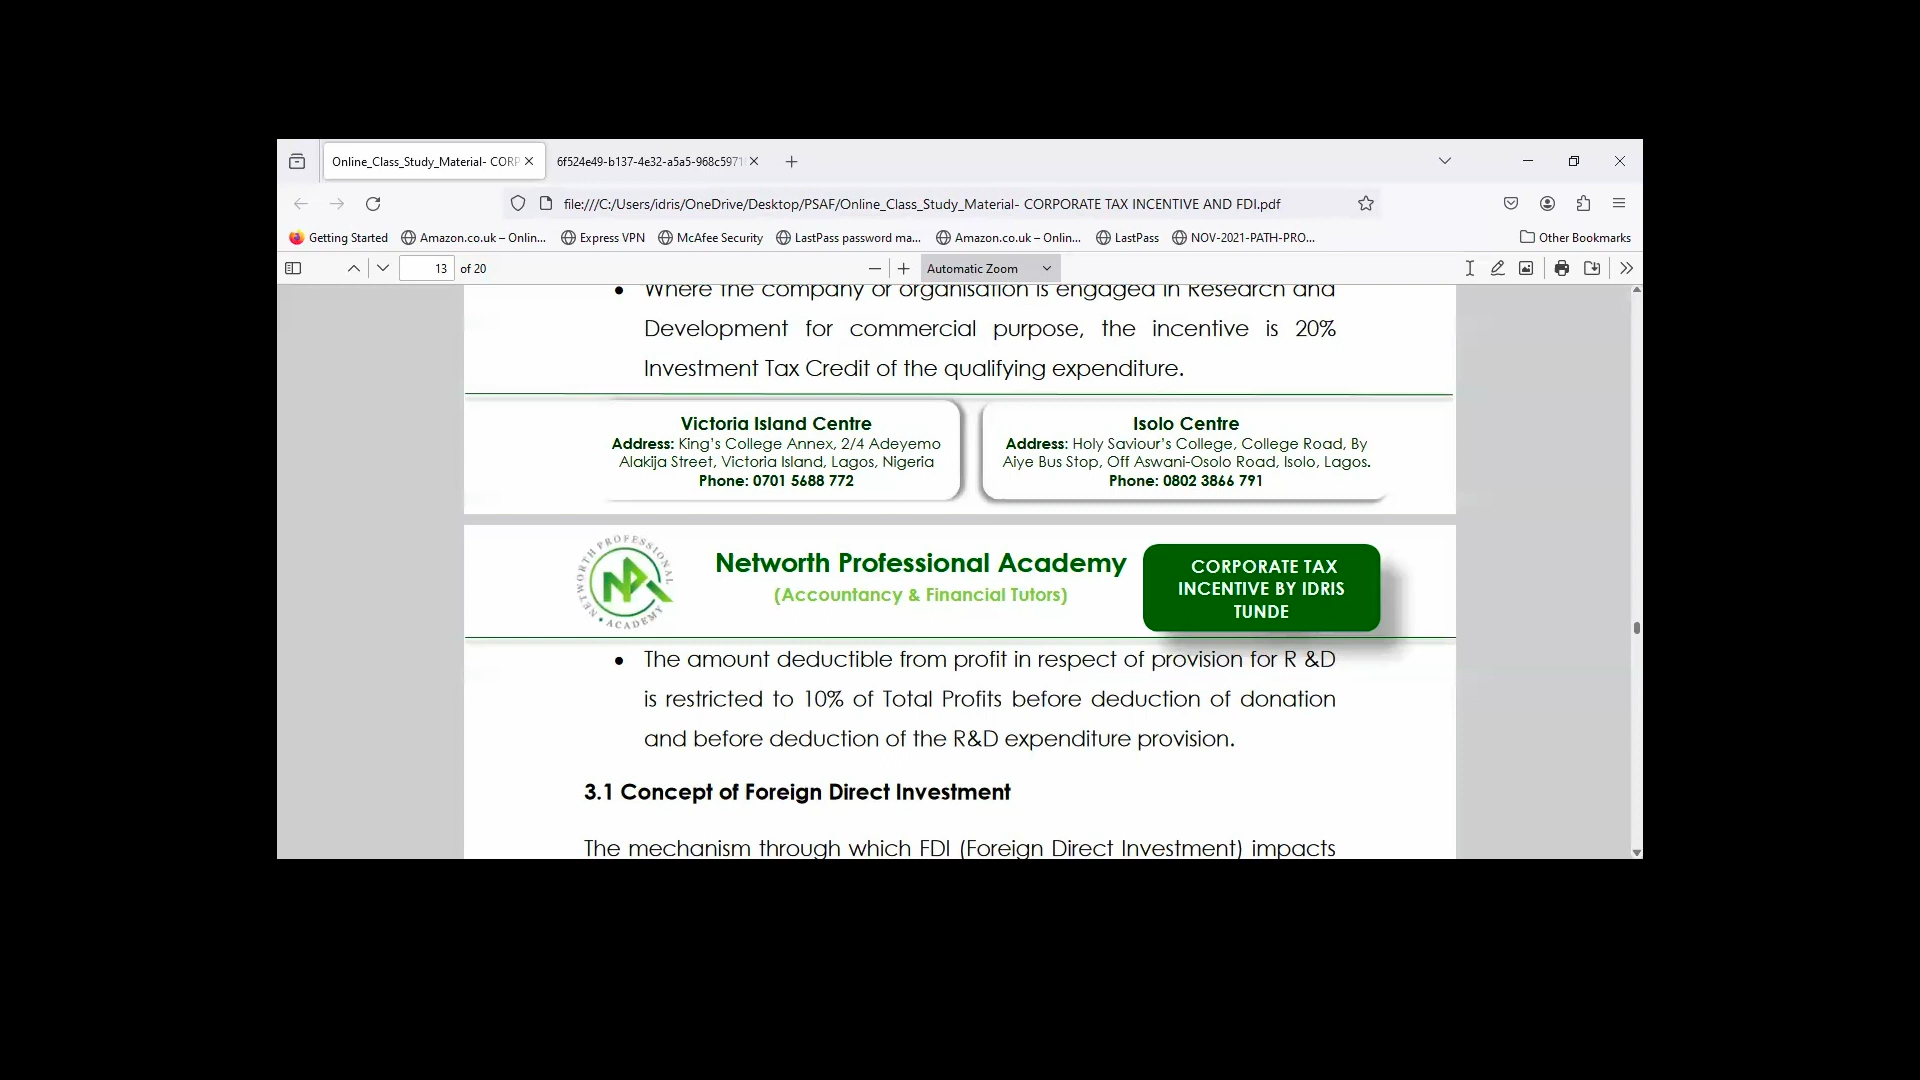 Online_Class_Study_Material- CORP
6f524e49-b137-4e32-a5a5-968c5971
file:///C:/Users/idris/OneDrive/Desktop/PSAF/Online_Class_Study_Material- CORPORATE TAX INCENTIVE AND FDI.pdf
Getting Started
Amazon.co.uk – Onlin...
Express VPN
McAfee Security
LastPass password ma...
Amazon.co.uk – Onlin...
LastPass
NOV-2021-PATH-PRO...
Other Bookmarks
13 of 20
Automatic Zoom
• Where the company or organisation is engaged in Research and
Development for commercial purpose, the incentive is 20%
Investment Tax Credit of the qualifying expenditure.
Victoria Island Centre
Address: King's College Annex, 2/4 Adeyemo
Alakija Street, Victoria Island, Lagos, Nigeria
Phone: 0701 5688 772
Isolo Centre
Address: Holy Saviour's College, College Road, By
Aiye Bus Stop, Off Aswani-Osolo Road, Isolo, Lagos.
Phone: 0802 3866 791
NETWORTH PROFESSIONAL ACADEMY
Networth Professional Academy
(Accountancy & Financial Tutors)
CORPORATE TAX
INCENTIVE BY IDRIS
TUNDE
• The amount deductible from profit in respect of provision for R &D
is restricted to 10% of Total Profits before deduction of donation
and before deduction of the R&D expenditure provision.
3.1 Concept of Foreign Direct Investment
The mechanism through which FDI (Foreign Direct Investment) impacts